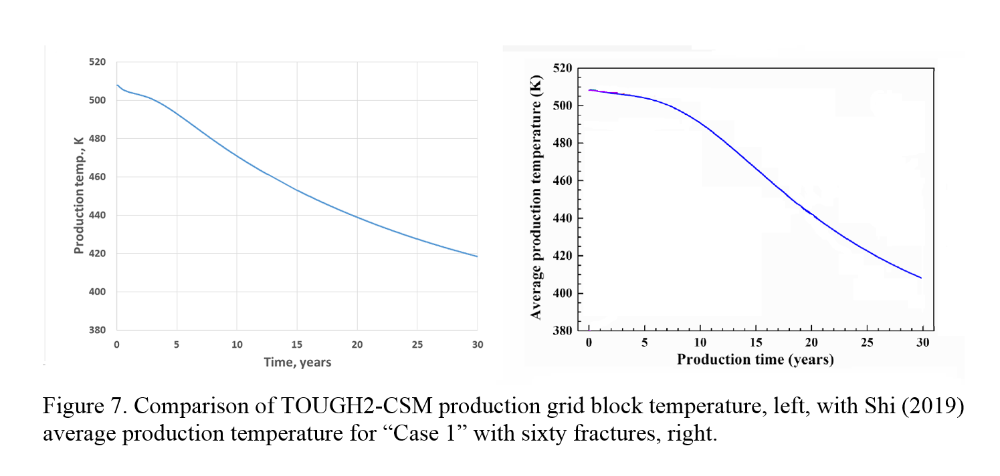 520
500
480
460
440
420
400
380
0 5 10 15 20 25 30
Production temp., K
Time, years
520
500
480
460
440
420
400
380
0 5 10 15 20 25 30
Average production temperature (K)
Production time (years)
Figure 7. Comparison of TOUGH2-CSM production grid block temperature, left, with Shi (2019)
average production temperature for “Case 1” with sixty fractures, right.